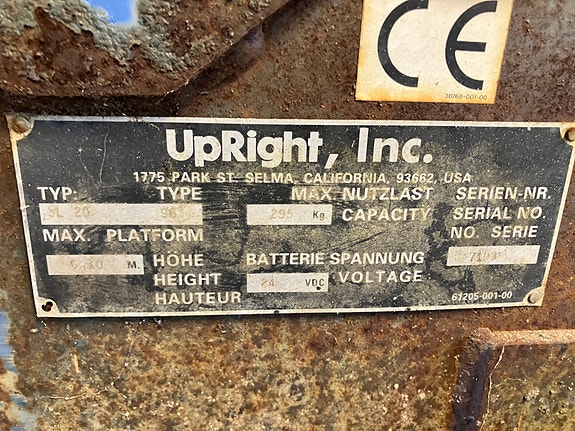 CE
30768-001-00
UpRight, Inc.
1775 PARK ST. SELMA, CALIFORNIA, 93662, USA
TYP: TYPE MAX. NUTZLAST SERIEN-NR.
SL 20 295 Kg CAPACITY SERIAL NO.
MAX. PLATFORM NO. SERIE
M. HÖHE BATTERIE SPANNUNG
HEIGHT 24 VDC VOLTAGE
HAUTEUR 61205-001-00